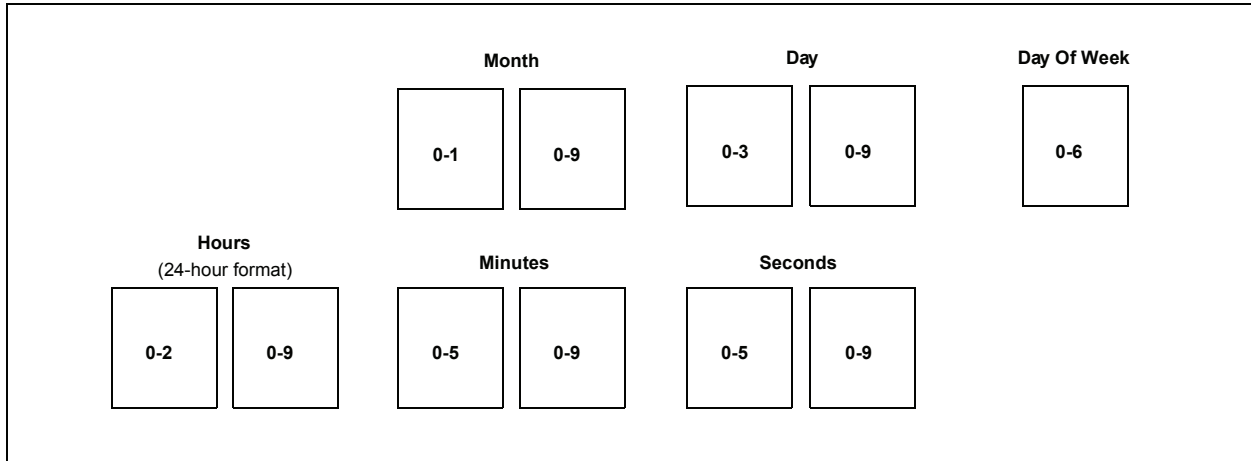 Month Day Day Of Week
0-1 0-9 0-3 0-9 0-6
Hours
(24-hour format) Minutes Seconds
0-2 0-9 0-5 0-9 0-5 0-9